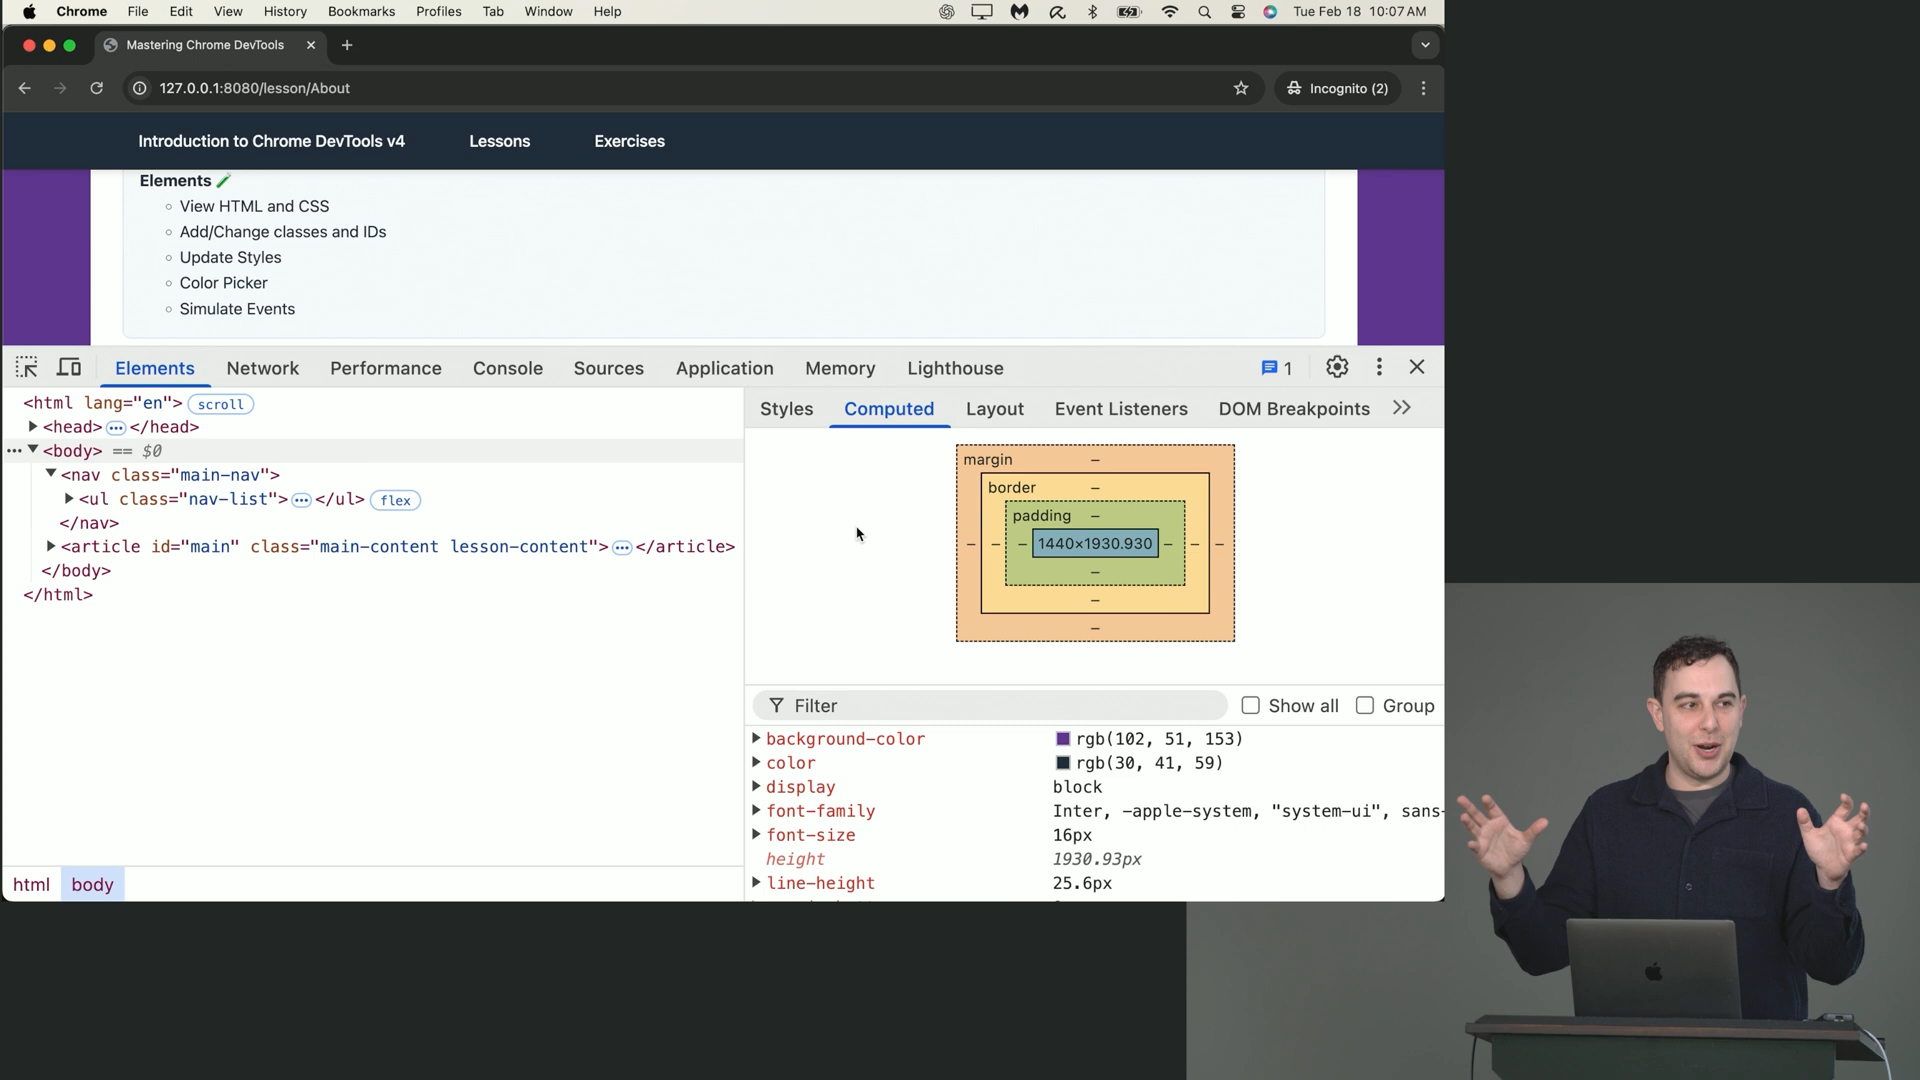 Chrome File Edit View History Bookmarks Profiles Tab Window Help Tue Feb 18 10:07 AM
Mastering Chrome DevTools
127.0.0.1:8080/lesson/About Incognito (2)
Introduction to Chrome DevTools v4 Lessons Exercises
Elements
View HTML and CSS
Add/Change classes and IDs
Update Styles
Color Picker
Simulate Events
Elements Network Performance Console Sources Application Memory Lighthouse 1
<html lang="en"> scroll
<head> … </head>
<body> == $0
<nav class="main-nav">
<ul class="nav-list"> … </ul> flex
</nav>
<article id="main" class="main-content lesson-content"> … </article>
</body>
</html>
html body
Styles Computed Layout Event Listeners DOM Breakpoints
margin –
border –
padding –
– – – 1440×1930.930 – – –
–
–
–
Filter Show all Group
background-color rgb(102, 51, 153)
color rgb(30, 41, 59)
display block
font-family Inter, -apple-system, "system-ui", sans-
font-size 16px
height 1930.93px
line-height 25.6px